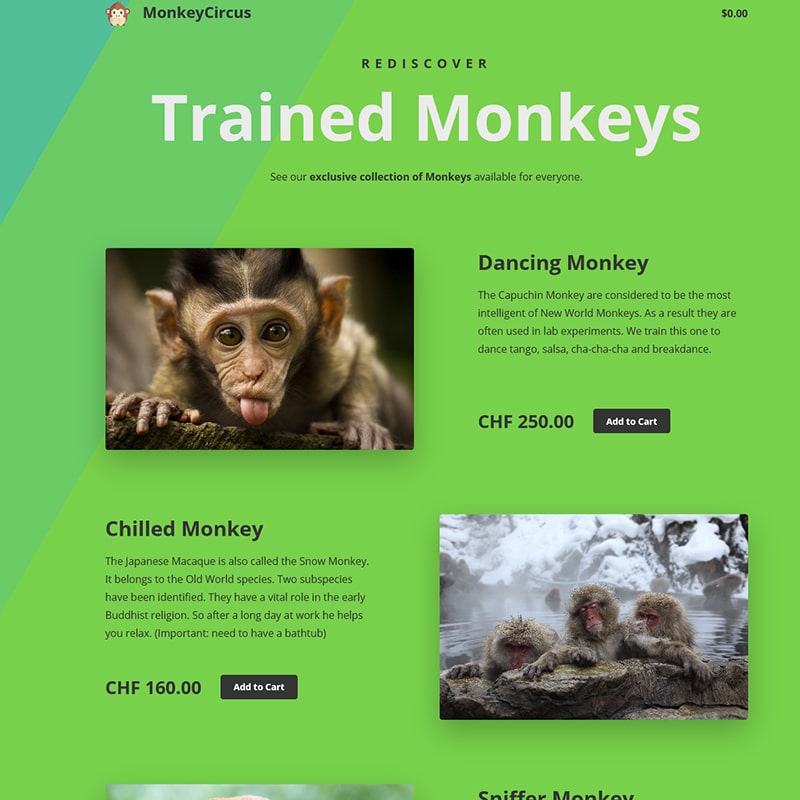 MonkeyCircus
$0.00
REDISCOVER
Trained Monkeys
See our exclusive collection of Monkeys available for everyone.
Dancing Monkey
The Capuchin Monkey are considered to be the most
intelligent of New World Monkeys. As a result they are
often used in lab experiments. We train this one to
dance tango, salsa, cha-cha-cha and breakdance.
CHF 250.00
Add to Cart
Chilled Monkey
The Japanese Macaque is also called the Snow Monkey.
It belongs to the Old World species. Two subspecies
have been identified. They have a vital role in the early
Buddhist religion. So after a long day at work he helps
you relax. (Important: need to have a bathtub)
CHF 160.00
Add to Cart
Sniffer Monkey